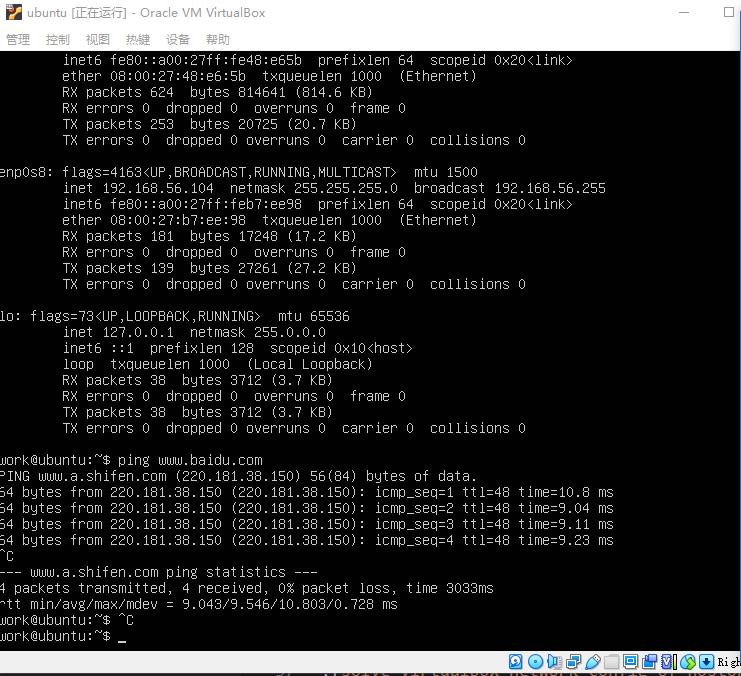 ubuntu [正在运行] - Oracle VM VirtualBox
管理 控制 视图 热键 设备 帮助
inet6 fe80::a00:27ff:fe48:e65b prefixlen 64 scopeid 0x20<link>
ether 08:00:27:48:e6:5b txqueuelen 1000 (Ethernet)
RX packets 624 bytes 814641 (814.6 KB)
RX errors 0 dropped 0 overruns 0 frame 0
TX packets 253 bytes 20725 (20.7 KB)
TX errors 0 dropped 0 overruns 0 carrier 0 collisions 0
enp0s8: flags=4163<UP,BROADCAST,RUNNING,MULTICAST> mtu 1500
inet 192.168.56.104 netmask 255.255.255.0 broadcast 192.168.56.255
inet6 fe80::a00:27ff:feb7:ee98 prefixlen 64 scopeid 0x20<link>
ether 08:00:27:b7:ee:98 txqueuelen 1000 (Ethernet)
RX packets 181 bytes 17248 (17.2 KB)
RX errors 0 dropped 0 overruns 0 frame 0
TX packets 139 bytes 27261 (27.2 KB)
TX errors 0 dropped 0 overruns 0 carrier 0 collisions 0
lo: flags=73<UP,LOOPBACK,RUNNING> mtu 65536
inet 127.0.0.1 netmask 255.0.0.0
inet6 ::1 prefixlen 128 scopeid 0x10<host>
loop txqueuelen 1000 (Local Loopback)
RX packets 38 bytes 3712 (3.7 KB)
RX errors 0 dropped 0 overruns 0 frame 0
TX packets 38 bytes 3712 (3.7 KB)
TX errors 0 dropped 0 overruns 0 carrier 0 collisions 0
work@ubuntu:~$ ping www.baidu.com
PING www.a.shifen.com (220.181.38.150) 56(84) bytes of data.
64 bytes from 220.181.38.150 (220.181.38.150): icmp_seq=1 ttl=48 time=10.8 ms
64 bytes from 220.181.38.150 (220.181.38.150): icmp_seq=2 ttl=48 time=9.04 ms
64 bytes from 220.181.38.150 (220.181.38.150): icmp_seq=3 ttl=48 time=9.11 ms
64 bytes from 220.181.38.150 (220.181.38.150): icmp_seq=4 ttl=48 time=9.23 ms
^C
--- www.a.shifen.com ping statistics ---
4 packets transmitted, 4 received, 0% packet loss, time 3033ms
rtt min/avg/max/mdev = 9.043/9.546/10.803/0.728 ms
work@ubuntu:~$ ^C
work@ubuntu:~$ _
Righ